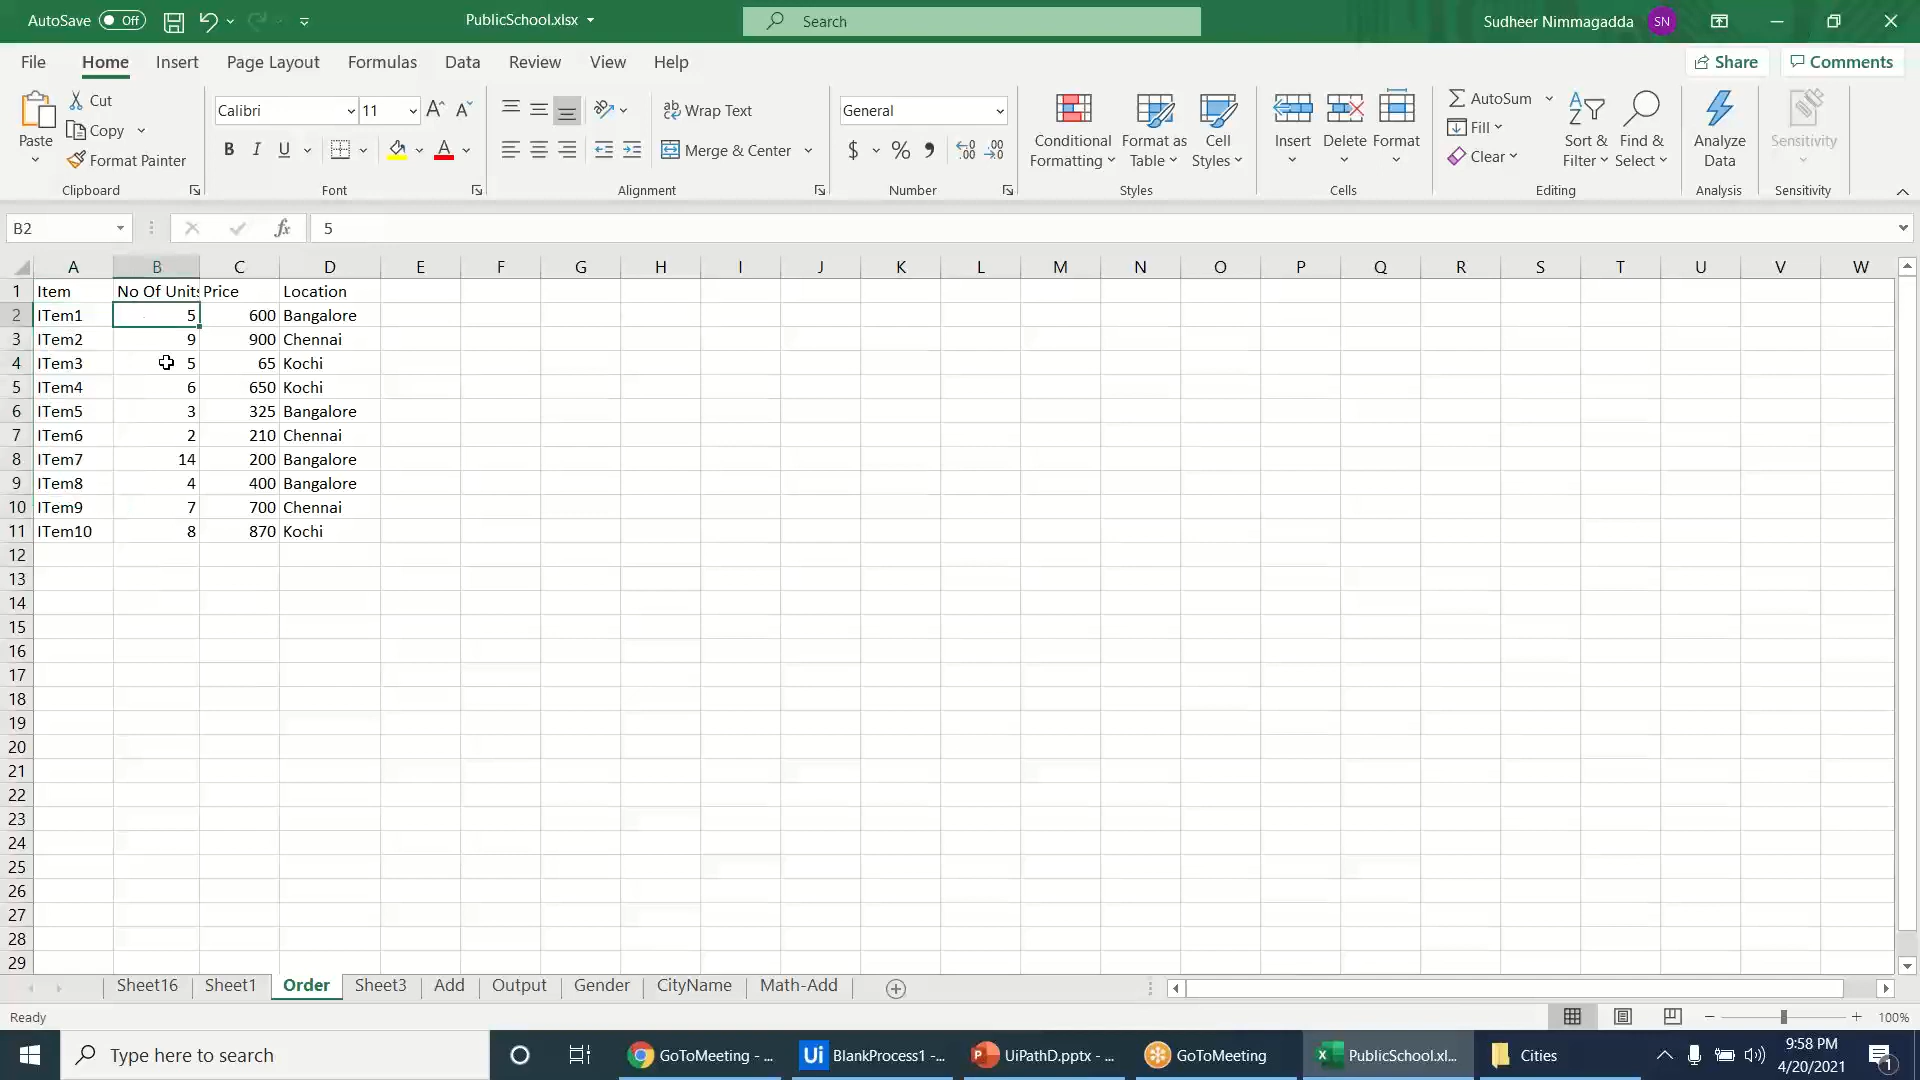 AutoSave Off PublicSchool.xlsx Search Sudheer Nimmagadda SN
File Home Insert Page Layout Formulas Data Review View Help Share Comments
Paste Cut Copy Format Painter Clipboard
Calibri 11 B I U A Font
Wrap Text Merge & Center Alignment
General $ % Number
Conditional Formatting Format as Table Cell Styles Styles
Insert Delete Format Cells
AutoSum Fill Clear Sort & Filter Find & Select Editing
Analyze Data Analysis
Sensitivity Sensitivity
B2 fx 5
A B C D E F G H I J K L M N O P Q R S T U V W
1 Item No Of Units Price Location
2 ITem1 5 600 Bangalore
3 ITem2 9 900 Chennai
4 ITem3 5 65 Kochi
5 ITem4 6 650 Kochi
6 ITem5 3 325 Bangalore
7 ITem6 2 210 Chennai
8 ITem7 14 200 Bangalore
9 ITem8 4 400 Bangalore
10 ITem9 7 700 Chennai
11 ITem10 8 870 Kochi
12
13
14
15
16
17
18
19
20
21
22
23
24
25
26
27
28
29
Sheet16 Sheet1 Order Sheet3 Add Output Gender CityName Math-Add
Ready 100%
Type here to search GoToMeeting - ... Ui BlankProcess1 -... UiPathD.pptx - ... GoToMeeting PublicSchool.xl... Cities 9:58 PM
4/20/2021 1